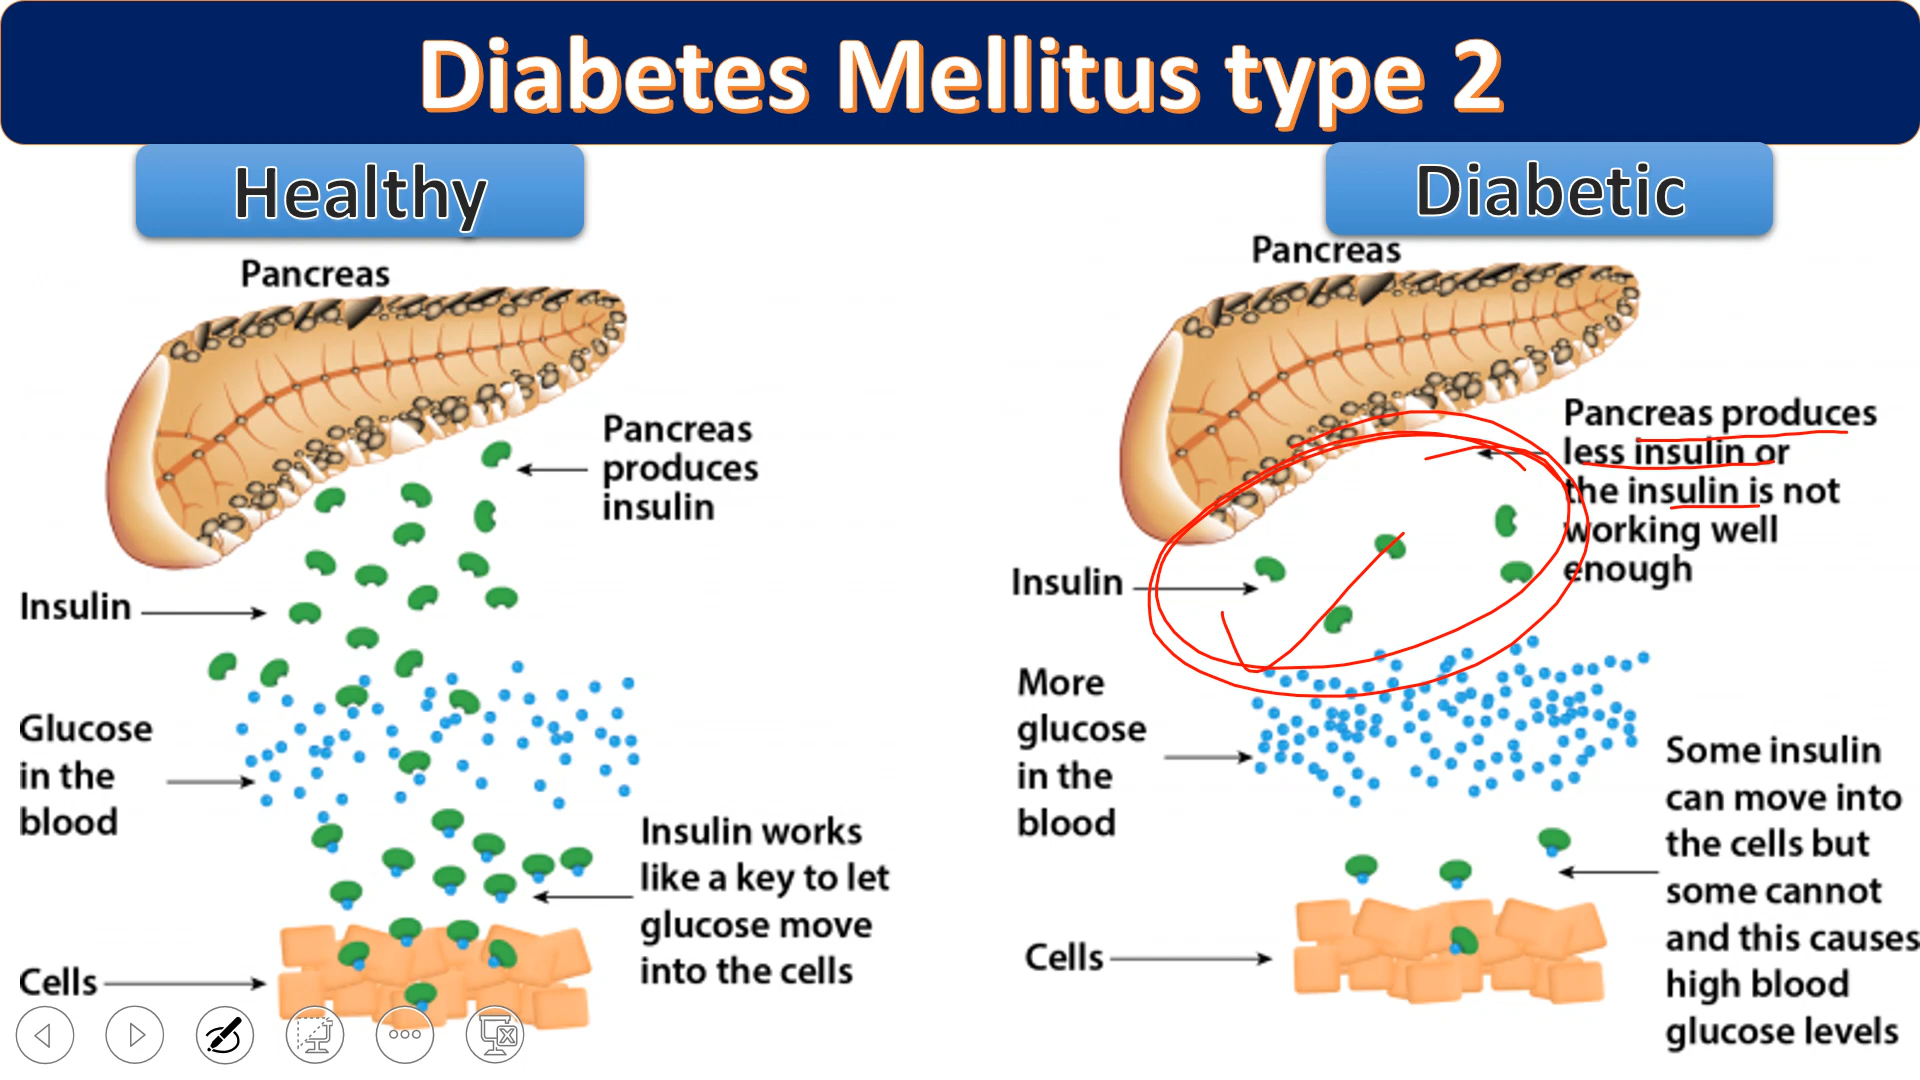 Diabetes Mellitus type 2
Healthy
Pancreas
Pancreas
produces
insulin
Insulin
Glucose
in the
blood
Insulin works
like a key to let
glucose move
into the cells
Cells
Diabetic
Pancreas
Pancreas produces
less insulin or
the insulin is not
working well
enough
Insulin
More
glucose
in the
blood
Some insulin
can move into
the cells but
some cannot
and this causes
high blood
glucose levels
Cells